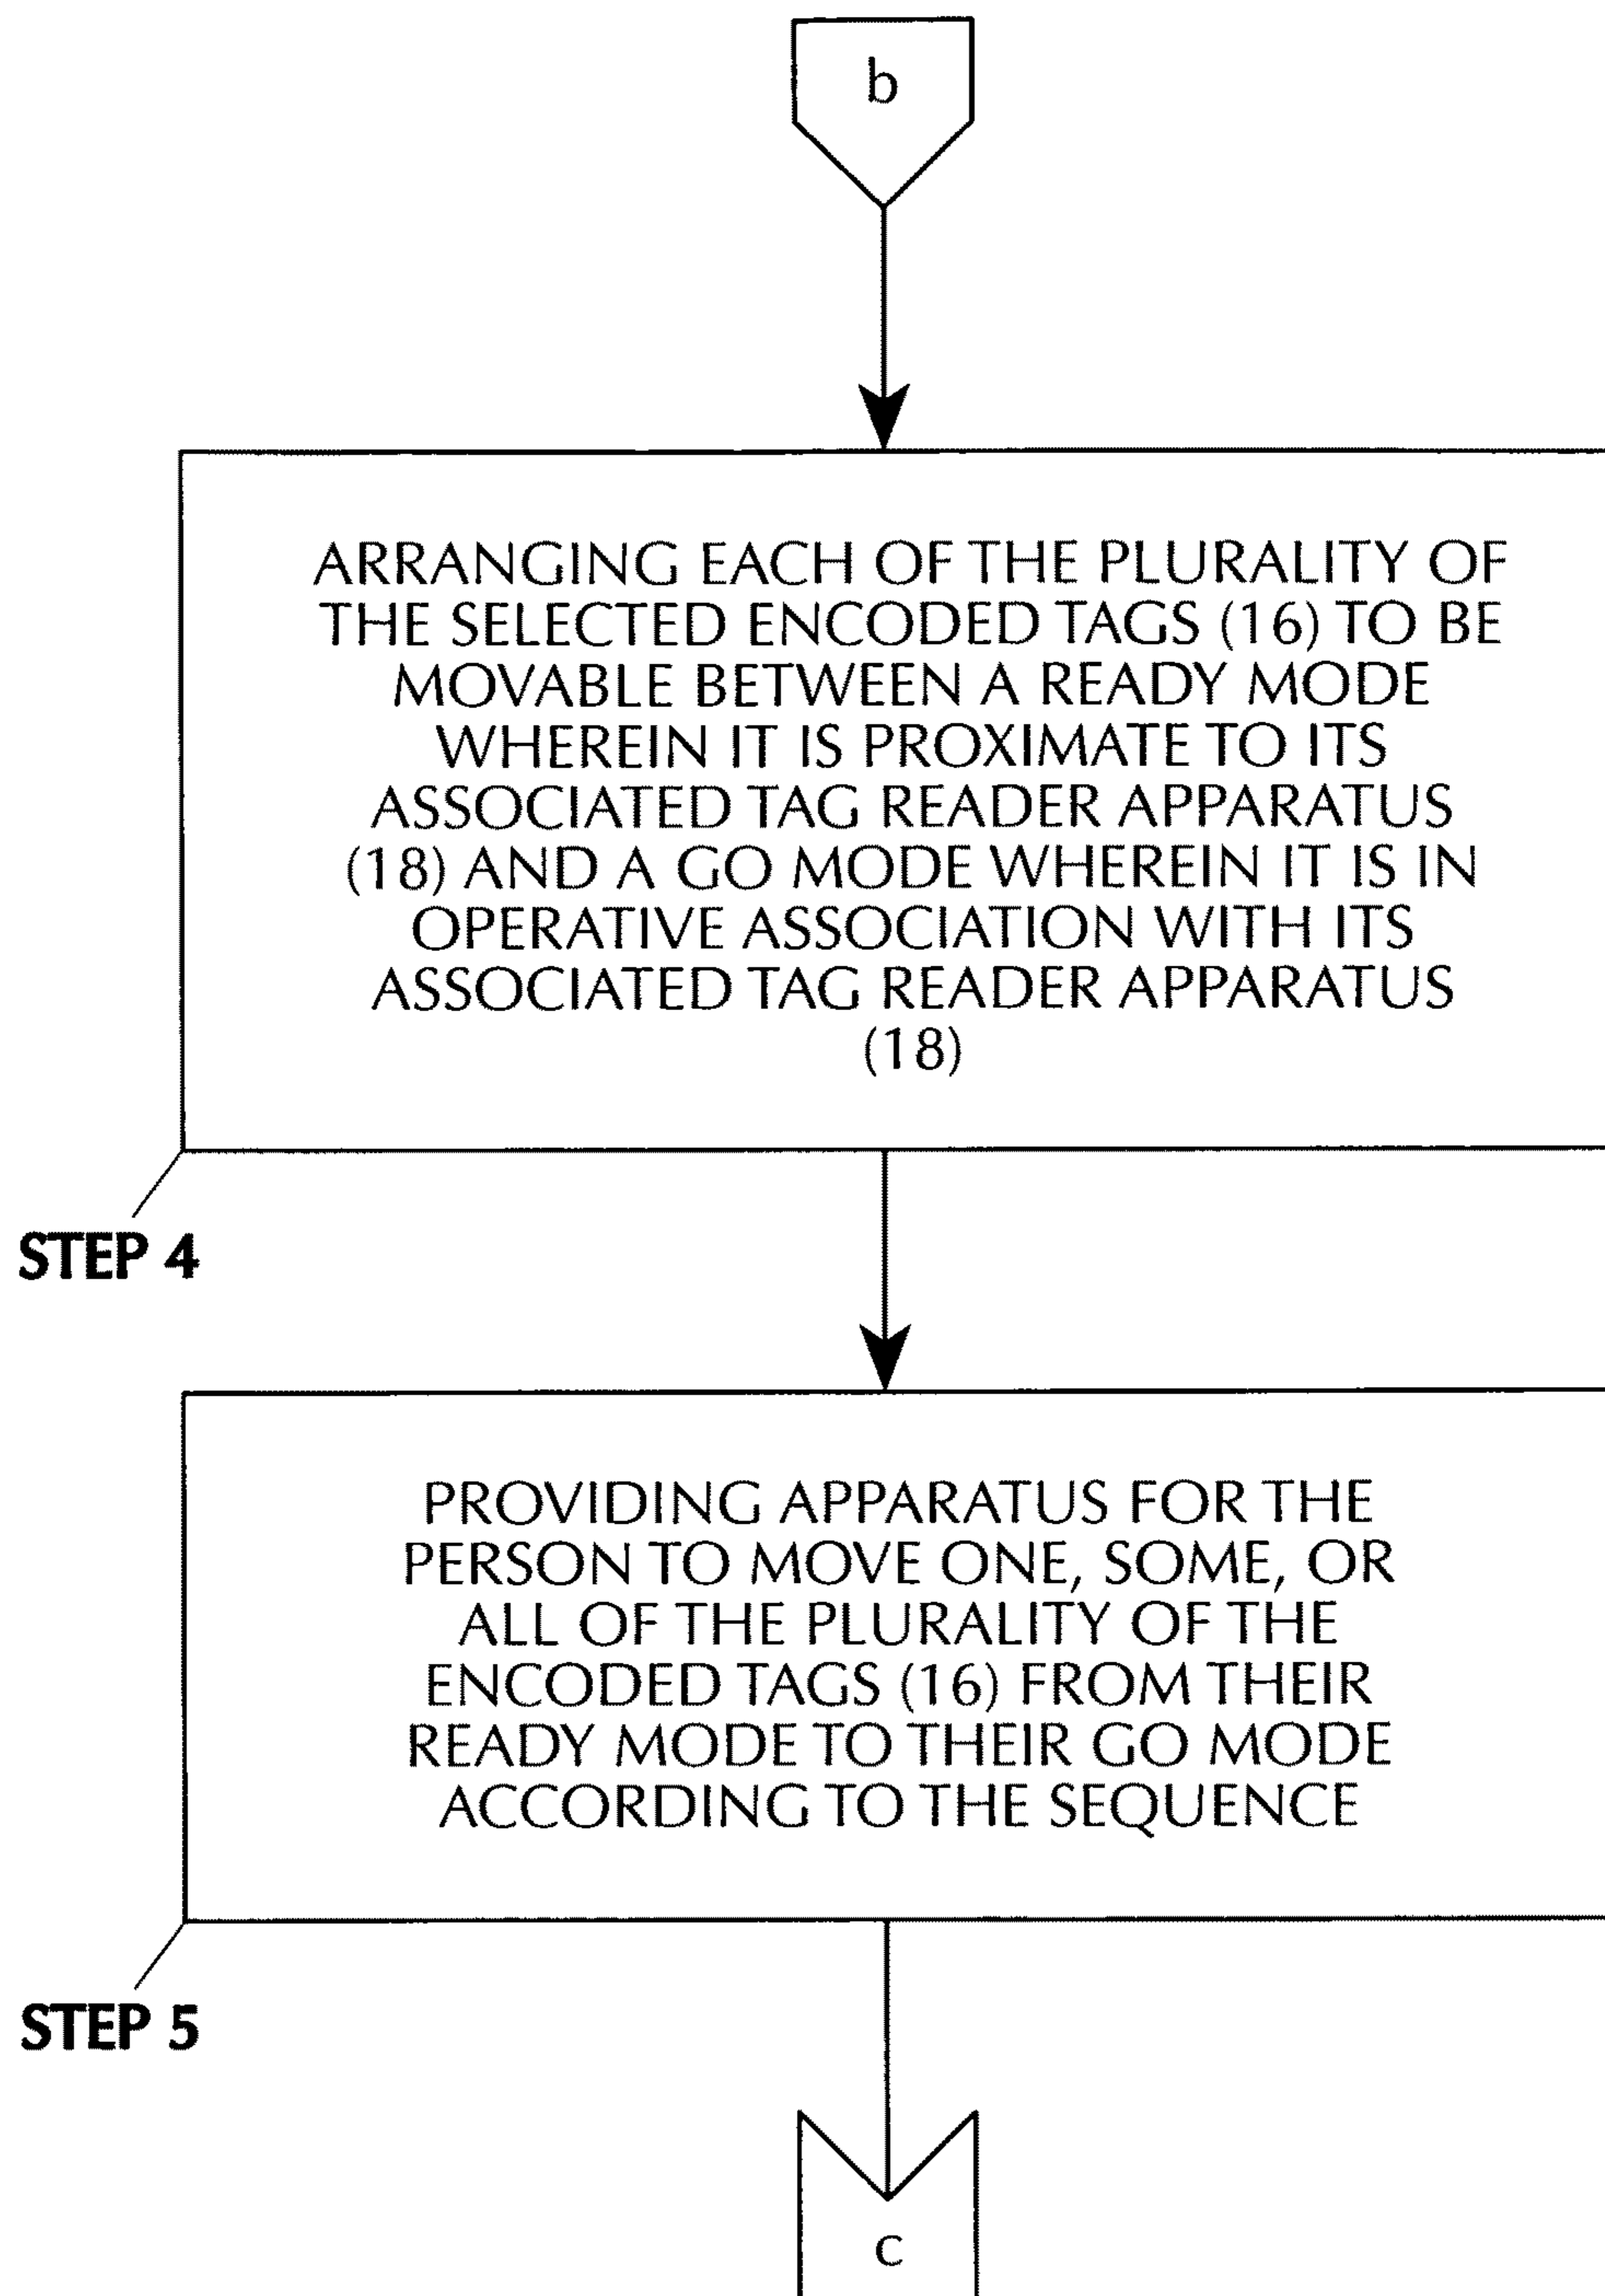 b
ARRANGING EACH OF THE PLURALITY OF
THE SELECTED ENCODED TAGS (16) TO BE
MOVABLE BETWEEN A READY MODE
WHEREIN IT IS PROXIMATE TO ITS
ASSOCIATED TAG READER APPARATUS
(18) AND A GO MODE WHEREIN IT IS IN
OPERATIVE ASSOCIATION WITH ITS
ASSOCIATED TAG READER APPARATUS
(18)
STEP 4
PROVIDING APPARATUS FOR THE
PERSON TO MOVE ONE, SOME, OR
ALL OF THE PLURALITY OF THE
ENCODED TAGS (16) FROM THEIR
READY MODE TO THEIR GO MODE
ACCORDING TO THE SEQUENCE
STEP 5
c